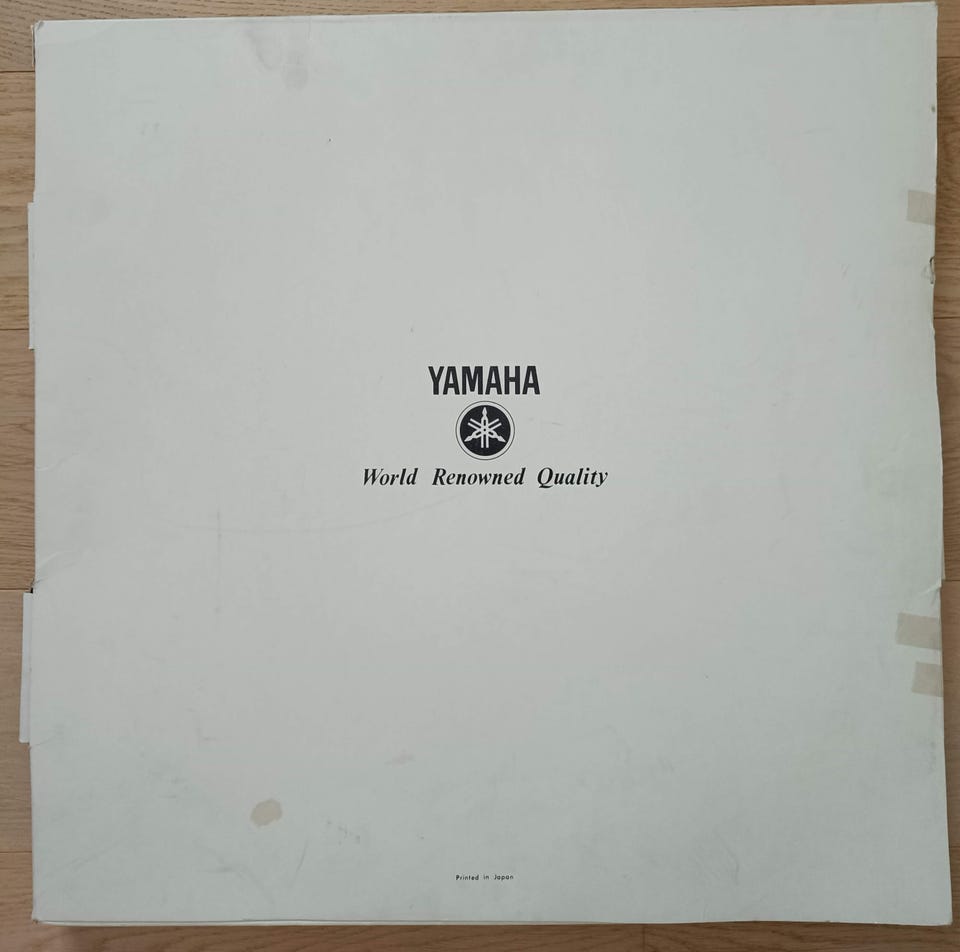 YAMAHA
World Renowned Quality
Printed in Japan